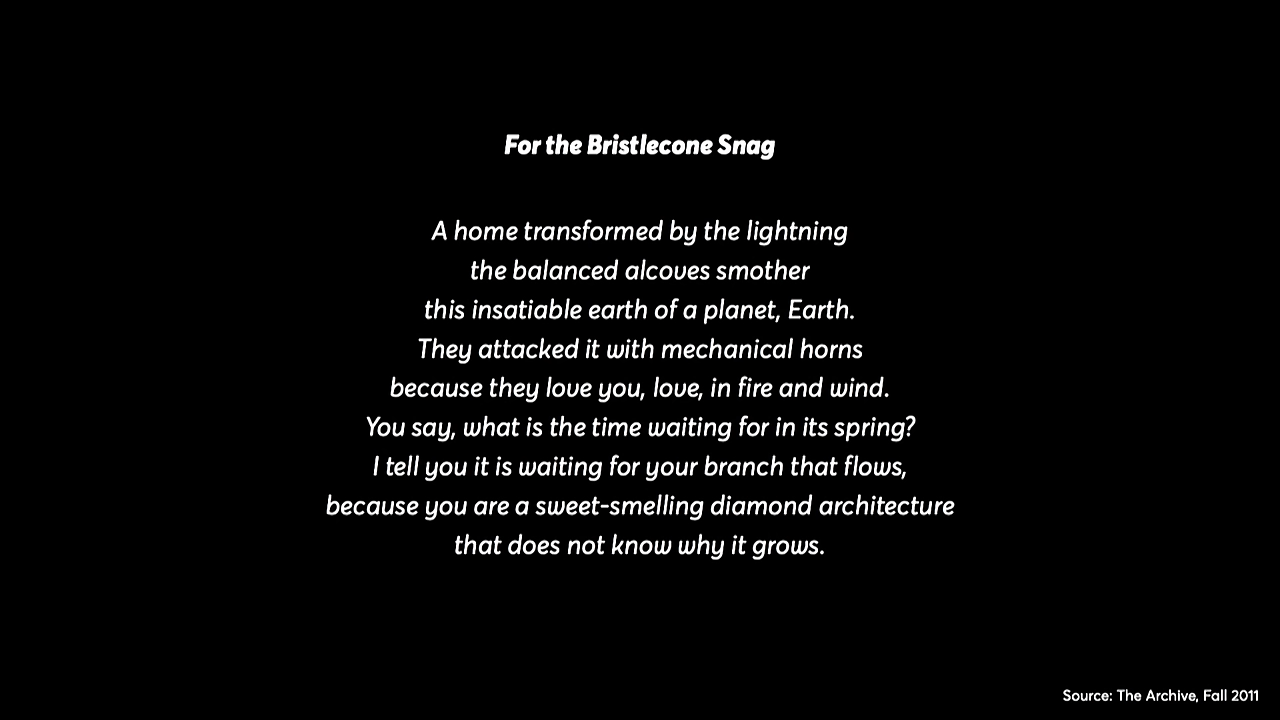 For the Bristlecone Snag
A home transformed by the lightning
the balanced alcoves smother
this insatiable earth of a planet, Earth.
They attacked it with mechanical horns
because they love you, love, in fire and wind.
You say, what is the time waiting for in its spring?
I tell you it is waiting for your branch that flows,
because you are a sweet-smelling diamond architecture
that does not know why it grows.
Source: The Archive, Fall 2011